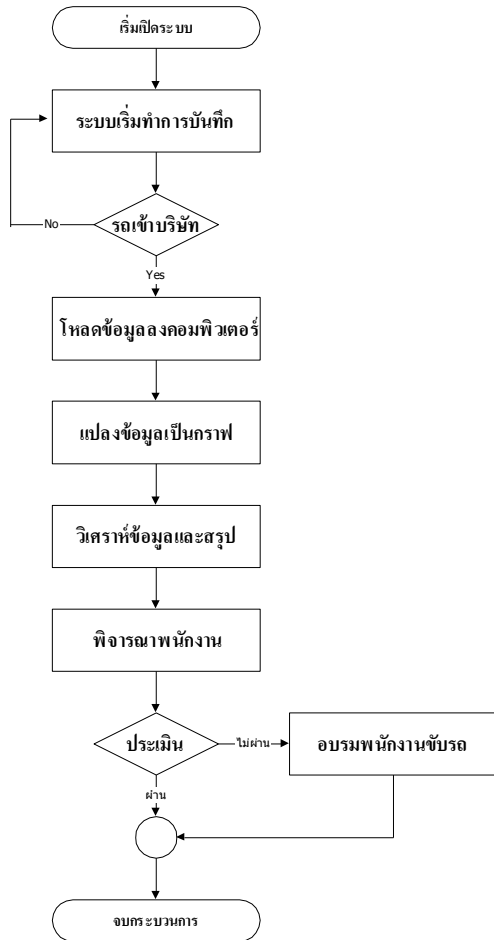 เริ่มเปิดระบบ
ระบบเริ่มทำการบันทึก
รถเข้าบริษัท
No
Yes
โหลดข้อมูลลงคอมพิวเตอร์
แปลงข้อมูลเป็นกราฟ
วิเคราะห์ข้อมูลและสรุป
พิจารณาพนักงาน
ประเมิน
ไม่ผ่าน
อบรมพนักงานขับรถ
ผ่าน
จบกระบวนการ